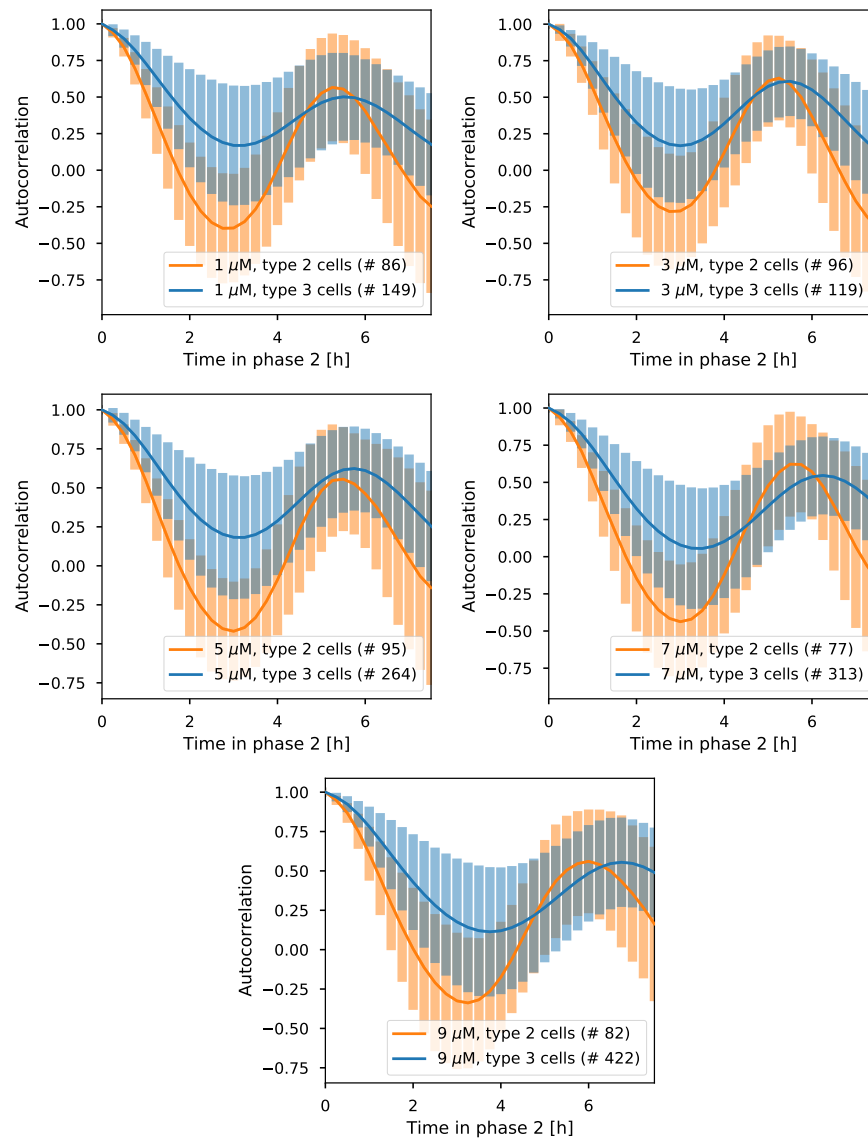 1.00
0.75
0.50
0.25
0.00
−0.25
−0.50
−0.75
Autocorrelation
1 μM, type 2 cells (# 86)
1 μM, type 3 cells (# 149)
0 2 4 6
Time in phase 2 [h]
1.00
0.75
0.50
0.25
0.00
−0.25
−0.50
−0.75
Autocorrelation
3 μM, type 2 cells (# 96)
3 μM, type 3 cells (# 119)
0 2 4 6
Time in phase 2 [h]
1.00
0.75
0.50
0.25
0.00
−0.25
−0.50
−0.75
Autocorrelation
5 μM, type 2 cells (# 95)
5 μM, type 3 cells (# 264)
0 2 4 6
Time in phase 2 [h]
1.00
0.75
0.50
0.25
0.00
−0.25
−0.50
−0.75
Autocorrelation
7 μM, type 2 cells (# 77)
7 μM, type 3 cells (# 313)
0 2 4 6
Time in phase 2 [h]
1.00
0.75
0.50
0.25
0.00
−0.25
−0.50
−0.75
Autocorrelation
9 μM, type 2 cells (# 82)
9 μM, type 3 cells (# 422)
0 2 4 6
Time in phase 2 [h]